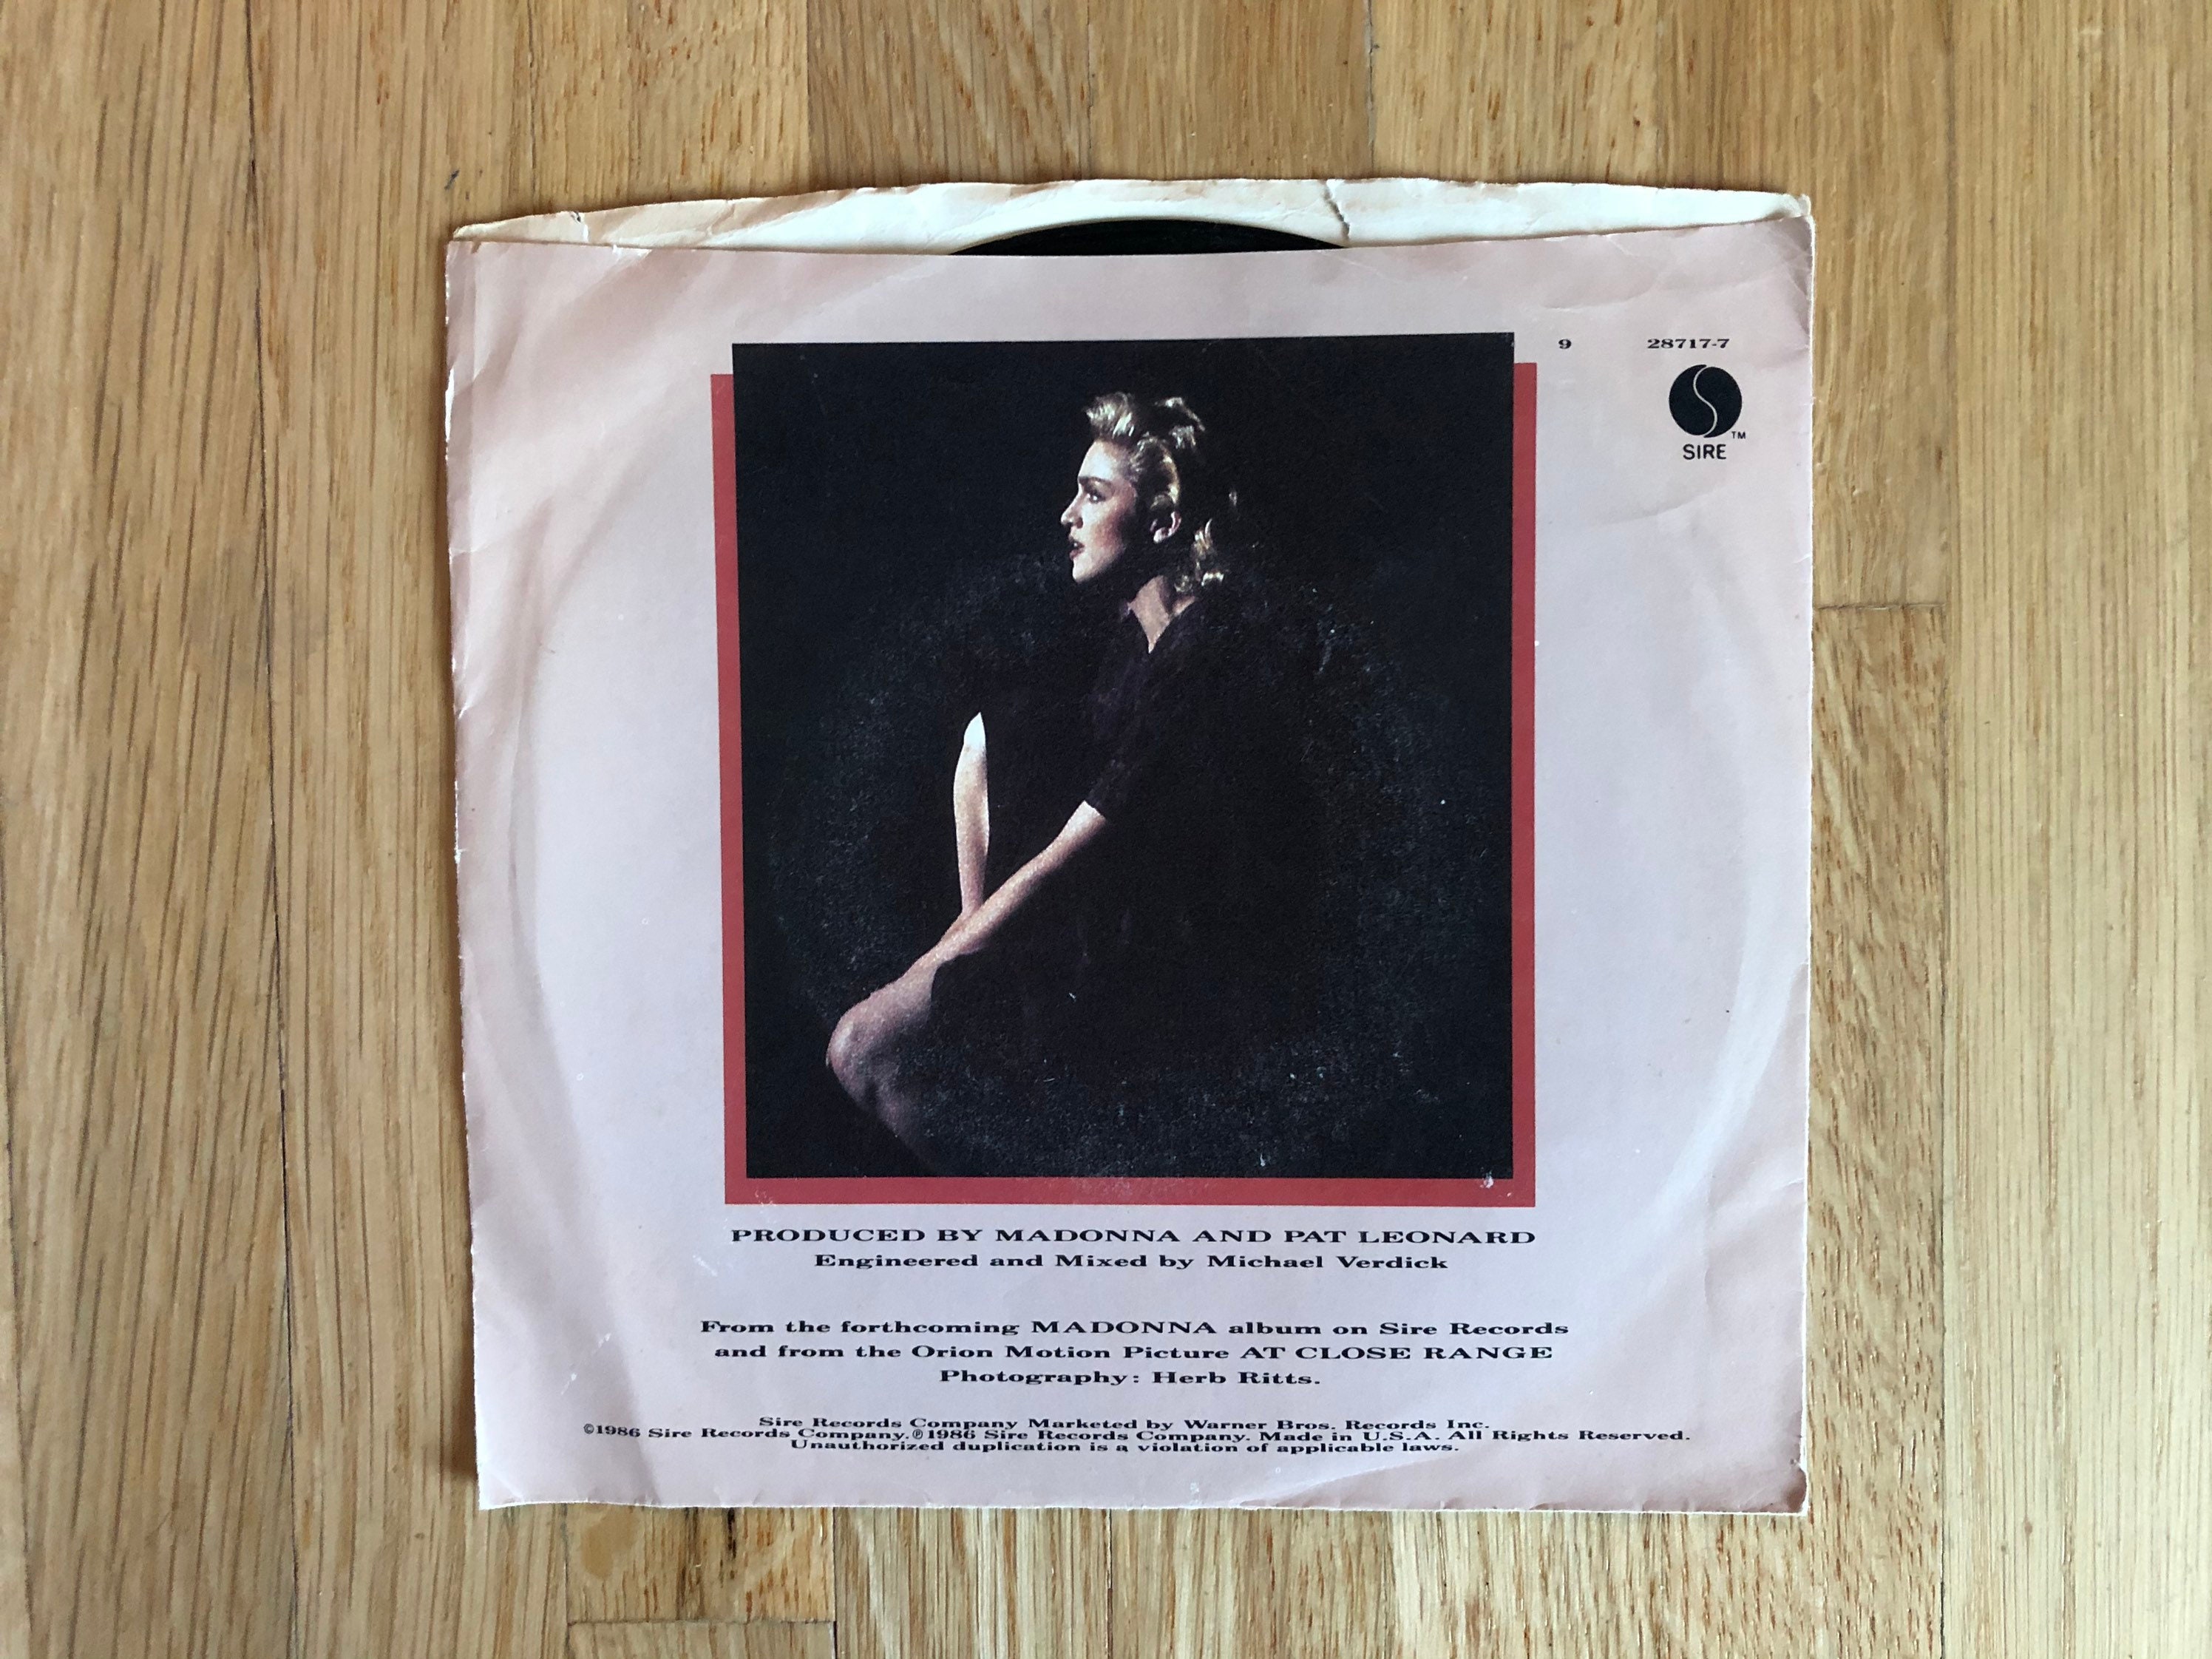 9 28717-7
SIRE™
PRODUCED BY MADONNA AND PAT LEONARD
Engineered and Mixed by Michael Verdick
From the forthcoming MADONNA album on Sire Records
and from the Orion Motion Picture AT CLOSE RANGE
Photography: Herb Ritts.
Sire Records Company Marketed by Warner Bros. Records Inc.
©1986 Sire Records Company.℗1986 Sire Records Company. Made in U.S.A. All Rights Reserved.
Unauthorized duplication is a violation of applicable laws.